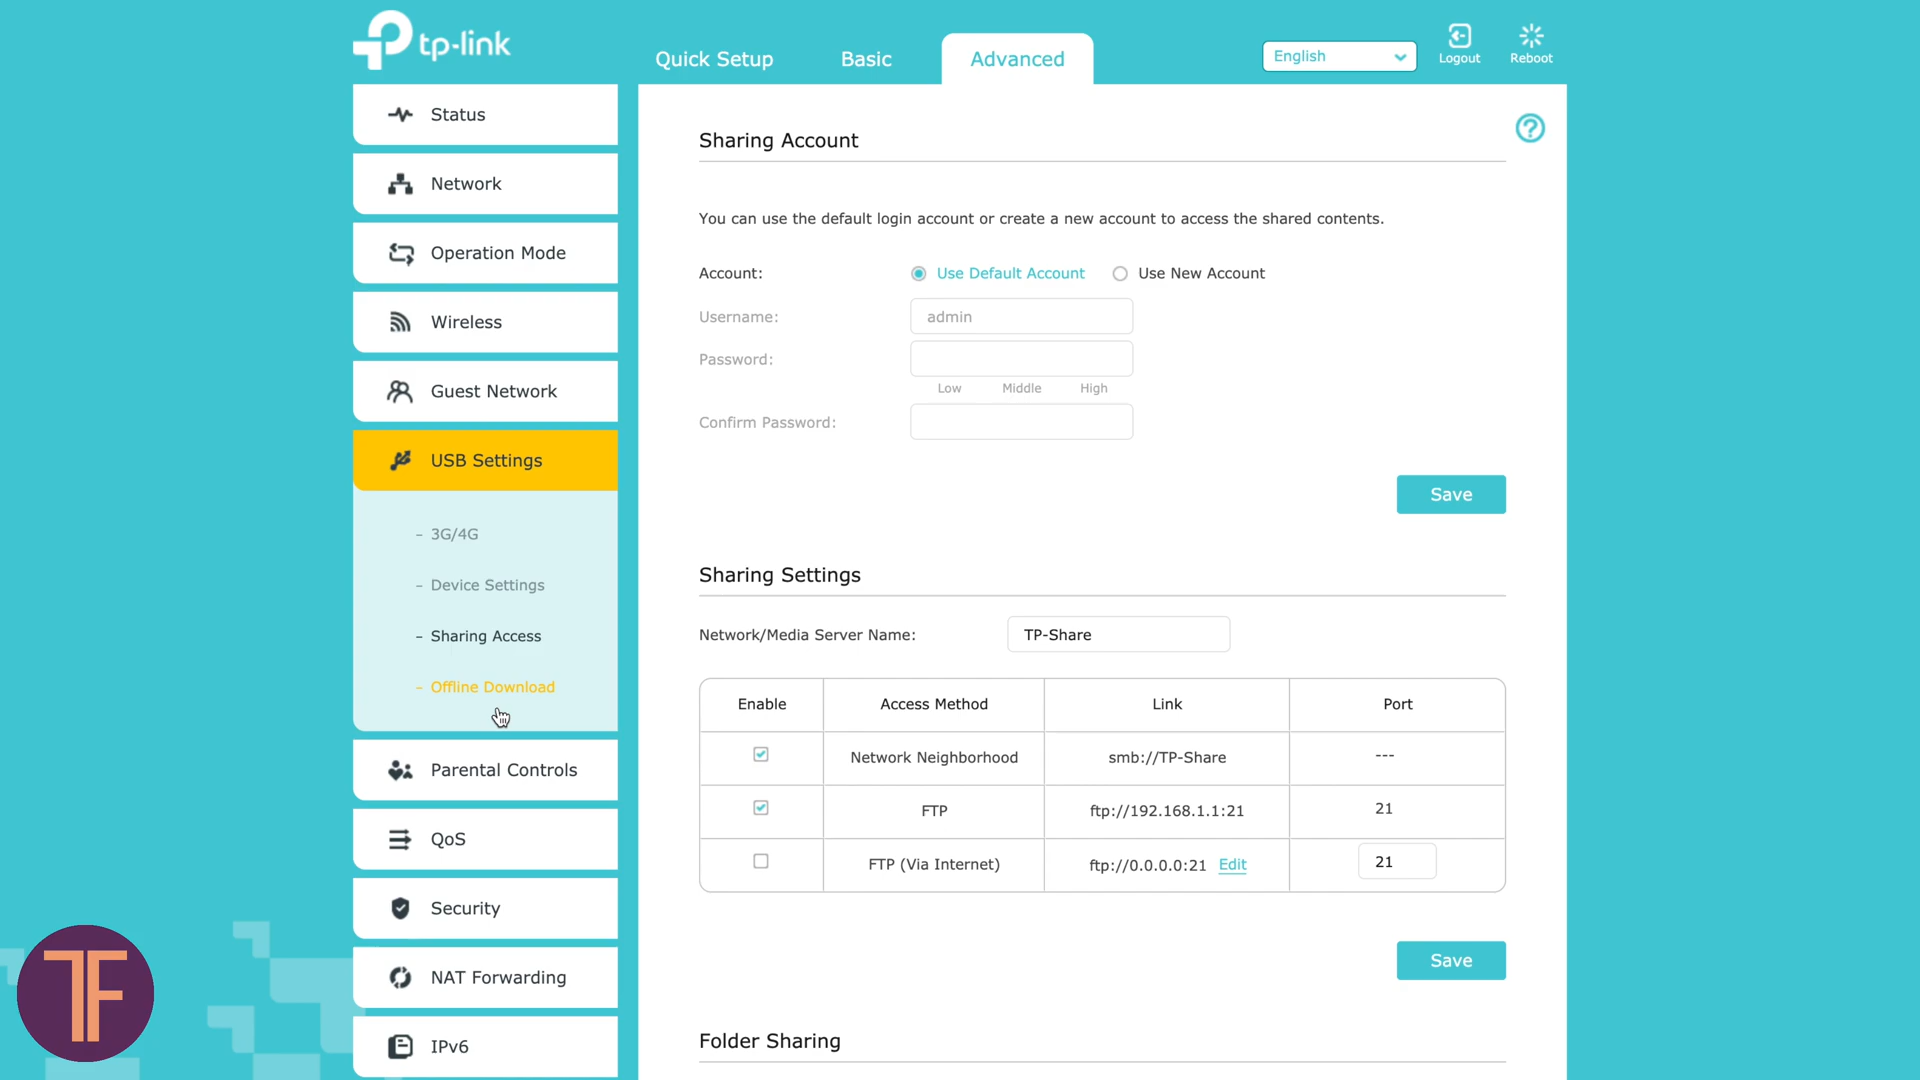 tp-link
Quick Setup
Basic
Advanced
English
Logout
Reboot
Status
Network
Operation Mode
Wireless
Guest Network
USB Settings
- 3G/4G
- Device Settings
- Sharing Access
- Offline Download
Parental Controls
QoS
Security
NAT Forwarding
IPv6
Sharing Account
You can use the default login account or create a new account to access the shared contents.
Account: Use Default Account Use New Account
Username: admin
Password:
Low Middle High
Confirm Password:
Save
Sharing Settings
Network/Media Server Name: TP-Share
Enable Access Method Link Port
Network Neighborhood smb://TP-Share ---
FTP ftp://192.168.1.1:21 21
FTP (Via Internet) ftp://0.0.0.0:21 Edit 21
Save
Folder Sharing
TF